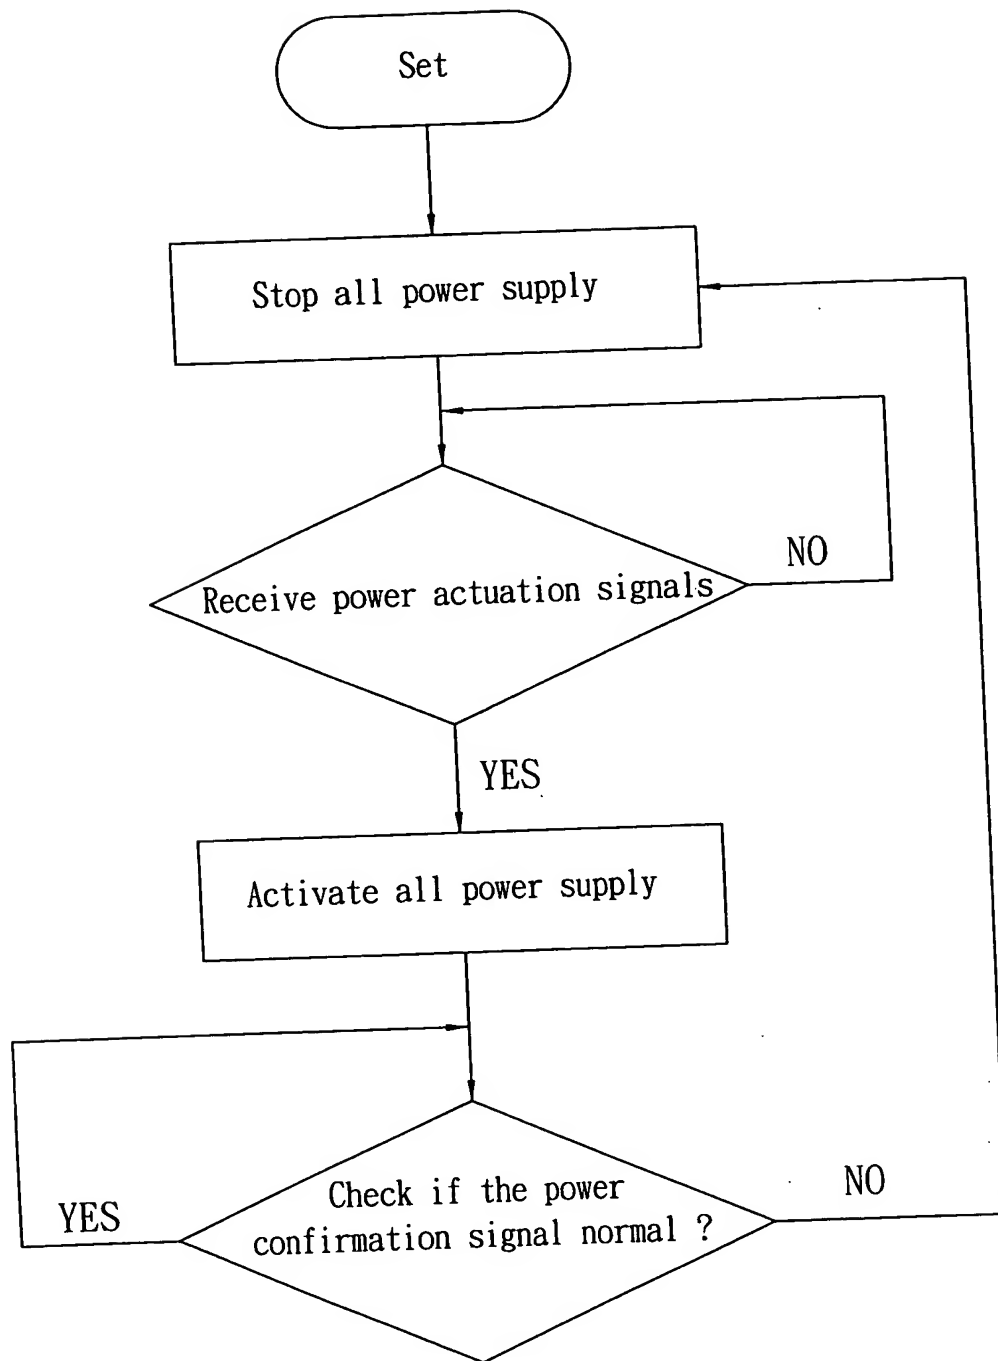 Set
Stop all power supply
NO
Receive power actuation signals
YES
Activate all power supply
Check if the power
confirmation signal normal ?
YES
NO